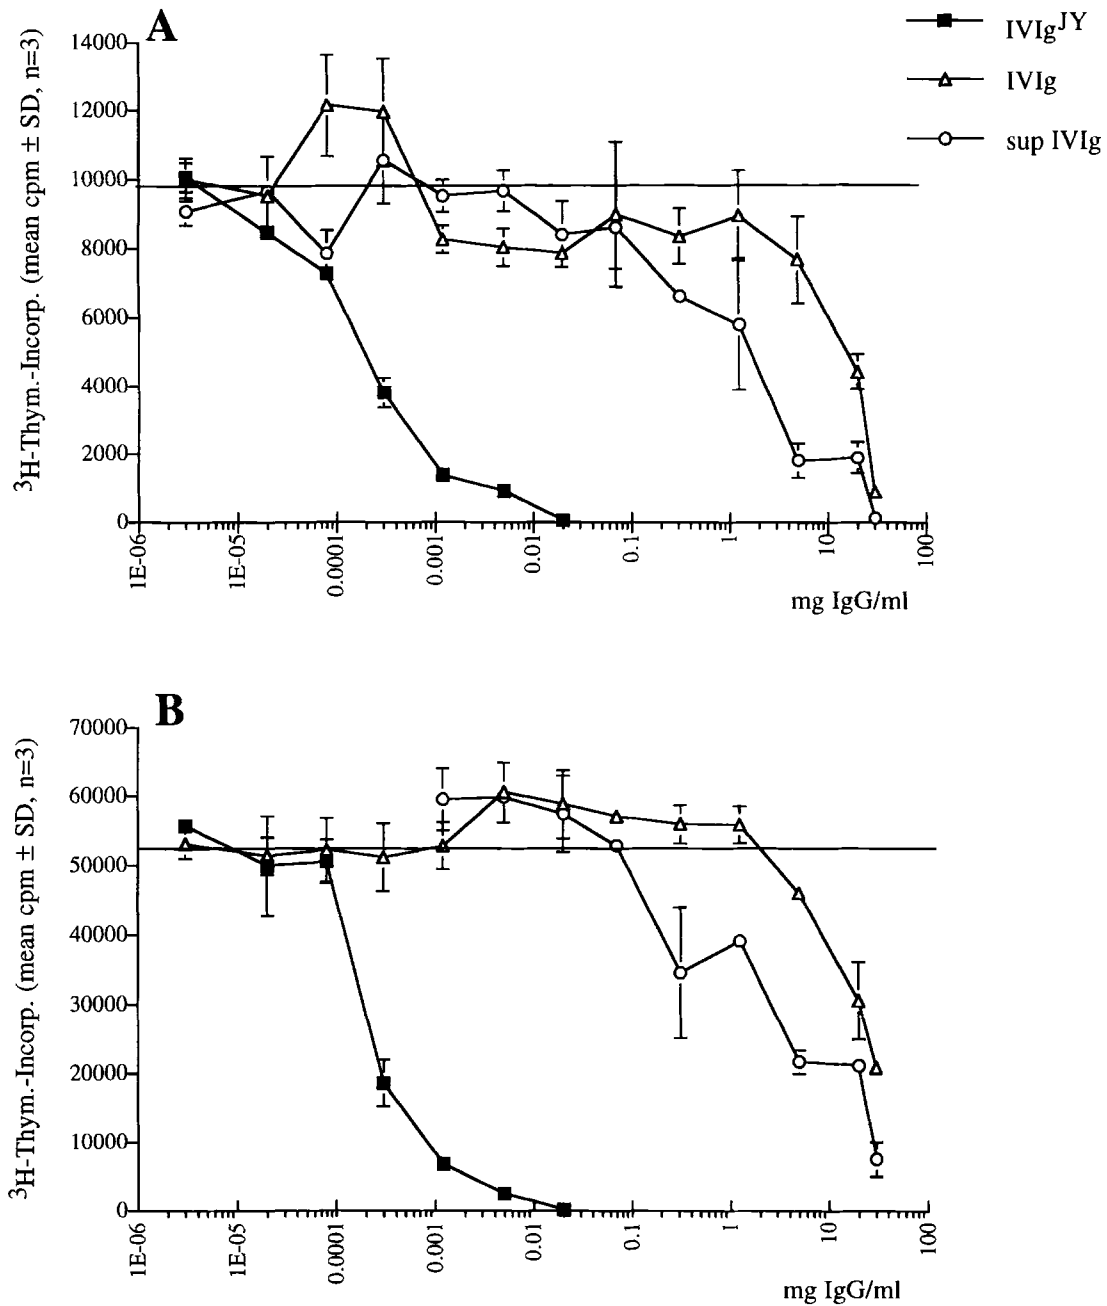 A
IVIgJY
IVIg
sup IVIg
3H-Thym.-Incorp. (mean cpm ± SD, n=3)
14000
12000
10000
8000
6000
4000
2000
0
1E-06
1E-05
0.0001
0.001
0.01
0.1
1
10
100
mg IgG/ml
B
3H-Thym.-Incorp. (mean cpm ± SD, n=3)
70000
60000
50000
40000
30000
20000
10000
0
1E-06
1E-05
0.0001
0.001
0.01
0.1
1
10
100
mg IgG/ml